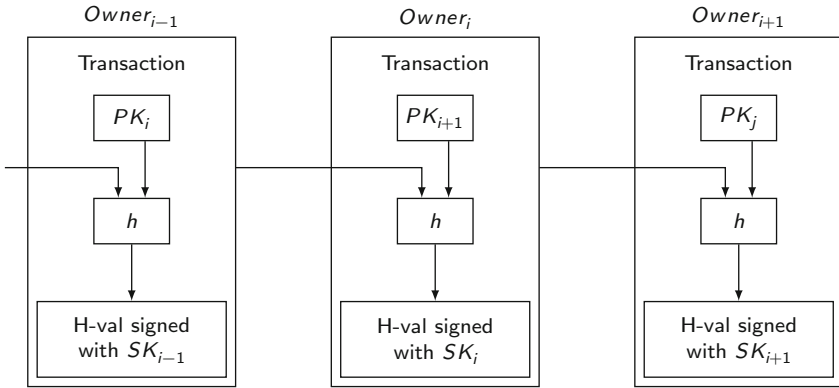 Owner_{i−1}
Transaction
PK_i
h
H-val signed
with SK_{i−1}
Owner_i
Transaction
PK_{i+1}
h
H-val signed
with SK_i
Owner_{i+1}
Transaction
PK_j
h
H-val signed
with SK_{i+1}